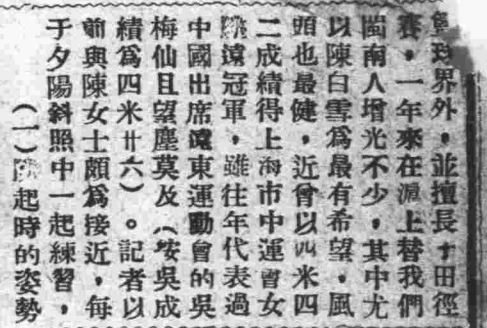 球界外，並擅長于田徑
賽，一年來在滬上替我們
閩南人增光不少，其中尤
以陳白雪爲最有希望，風
頭也最健，近曾以四米四
二成績得上海市中運會女
跳遠冠軍，雖往年代表過
中國出席遠東運動會的吳
梅仙且望塵莫及（按吳成
績爲四米廿六）。記者以
前與陳女士頗爲接近，每
于夕陽斜照中一起練習，
（一）跳起時的姿勢